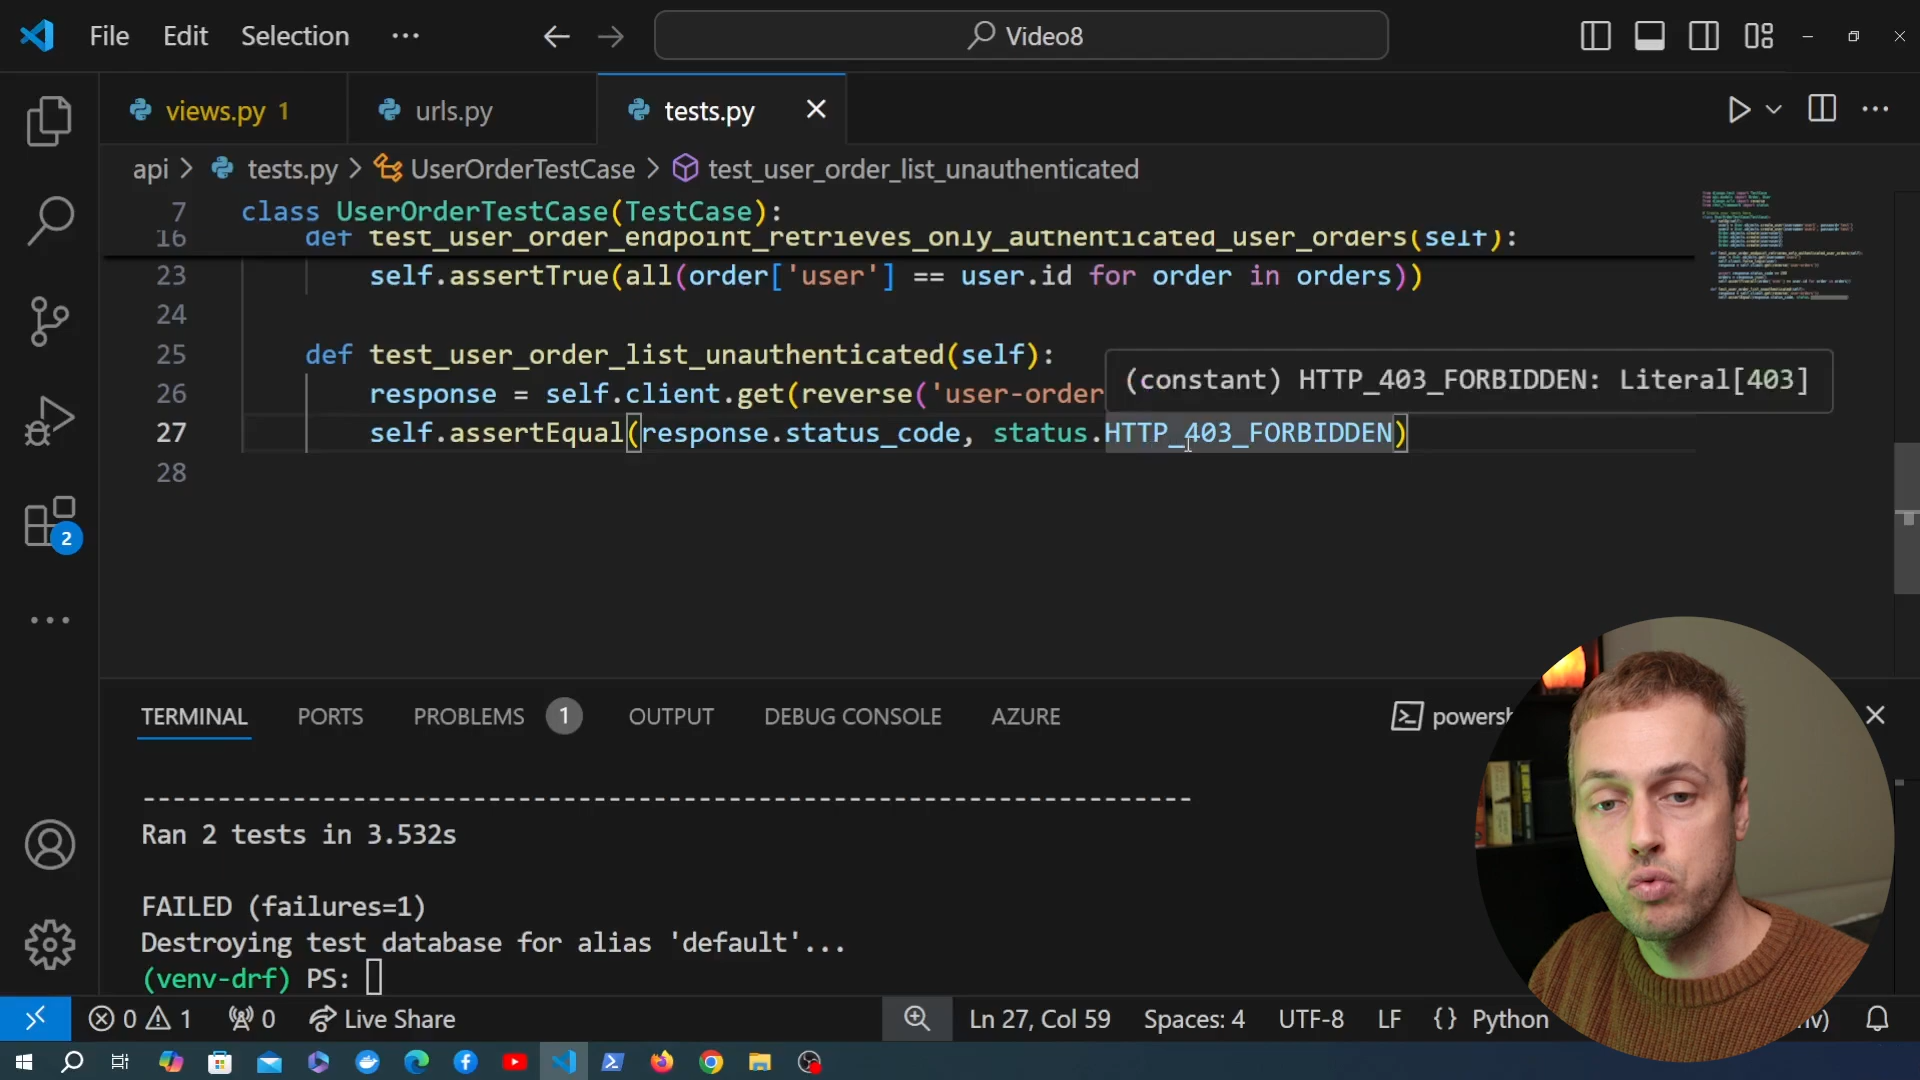 File Edit Selection ··· Video8
views.py 1 urls.py tests.py
api > tests.py > UserOrderTestCase > test_user_order_list_unauthenticated
7 class UserOrderTestCase(TestCase):
16 def test_user_order_endpoint_retrieves_only_authenticated_user_orders(self):
23 self.assertTrue(all(order['user'] == user.id for order in orders))
24
25 def test_user_order_list_unauthenticated(self):
(constant) HTTP_403_FORBIDDEN: Literal[403]
26 response = self.client.get(reverse('user-order
27 self.assertEqual(response.status_code, status.HTTP_403_FORBIDDEN)
28
2
TERMINAL PORTS PROBLEMS 1 OUTPUT DEBUG CONSOLE AZURE powersh
----------------------------------------------------------------------
Ran 2 tests in 3.532s
FAILED (failures=1)
Destroying test database for alias 'default'...
(venv-drf) PS:
0 1 0 Live Share Ln 27, Col 59 Spaces: 4 UTF-8 LF {} Python nv)